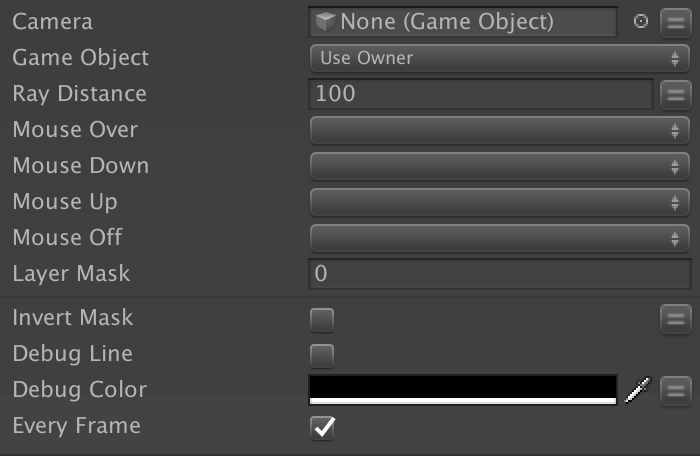 Camera None (Game Object)
Game Object Use Owner
Ray Distance 100
Mouse Over
Mouse Down
Mouse Up
Mouse Off
Layer Mask 0
Invert Mask
Debug Line
Debug Color
Every Frame